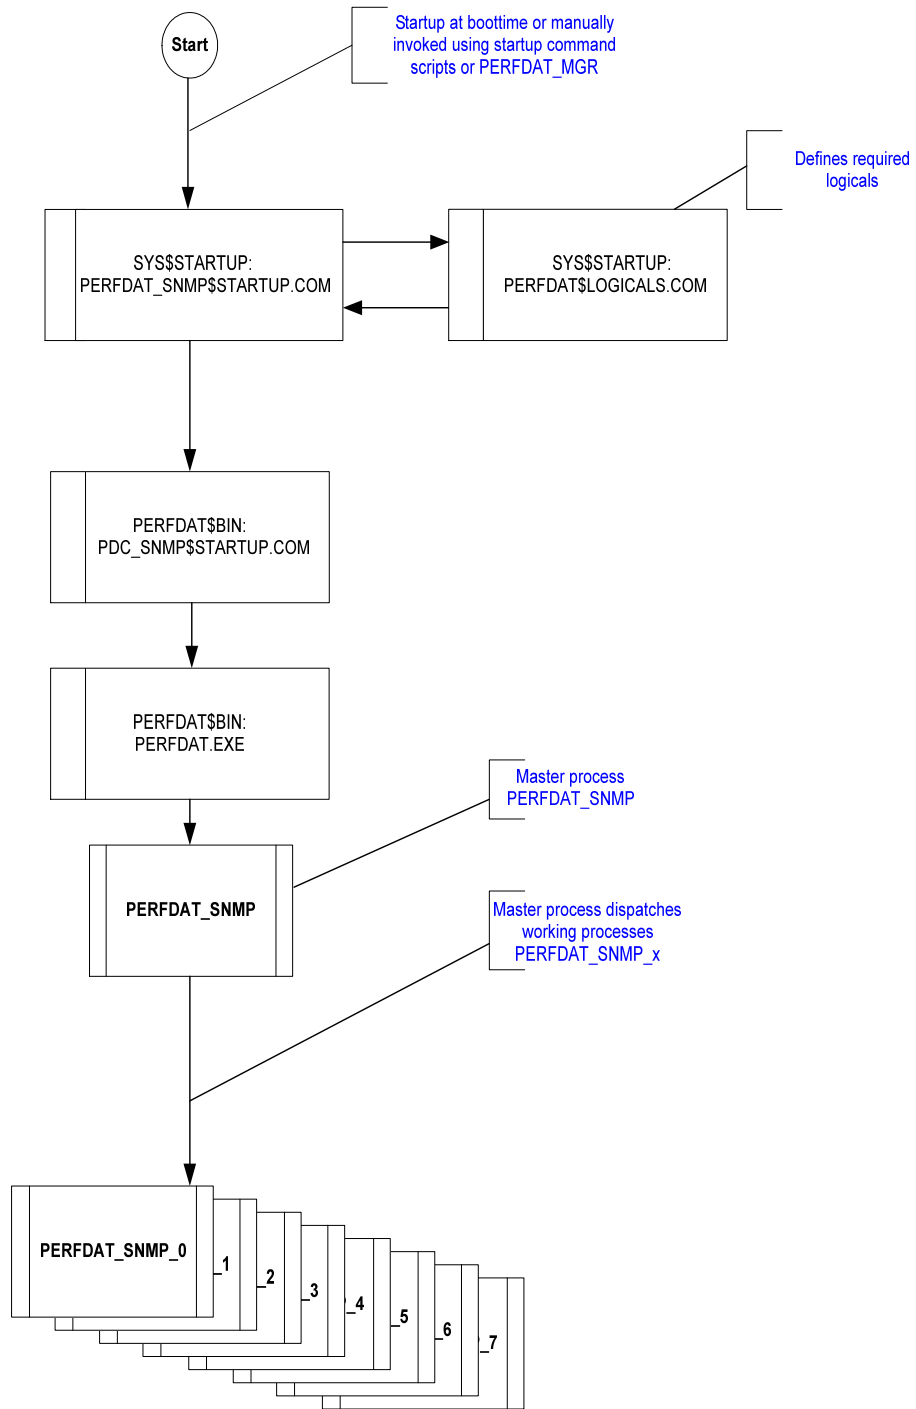 Start
Startup at boottime or manually
invoked using startup command
scripts or PERFDAT_MGR
Defines required
logicals
SYS$STARTUP:
PERFDAT_SNMP$STARTUP.COM
SYS$STARTUP:
PERFDAT$LOGICALS.COM
PERFDAT$BIN:
PDC_SNMP$STARTUP.COM
PERFDAT$BIN:
PERFDAT.EXE
Master process
PERFDAT_SNMP
PERFDAT_SNMP
Master process dispatches
working processes
PERFDAT_SNMP_x
PERFDAT_SNMP_0
_1
_2
_3
_4
_5
_6
_7